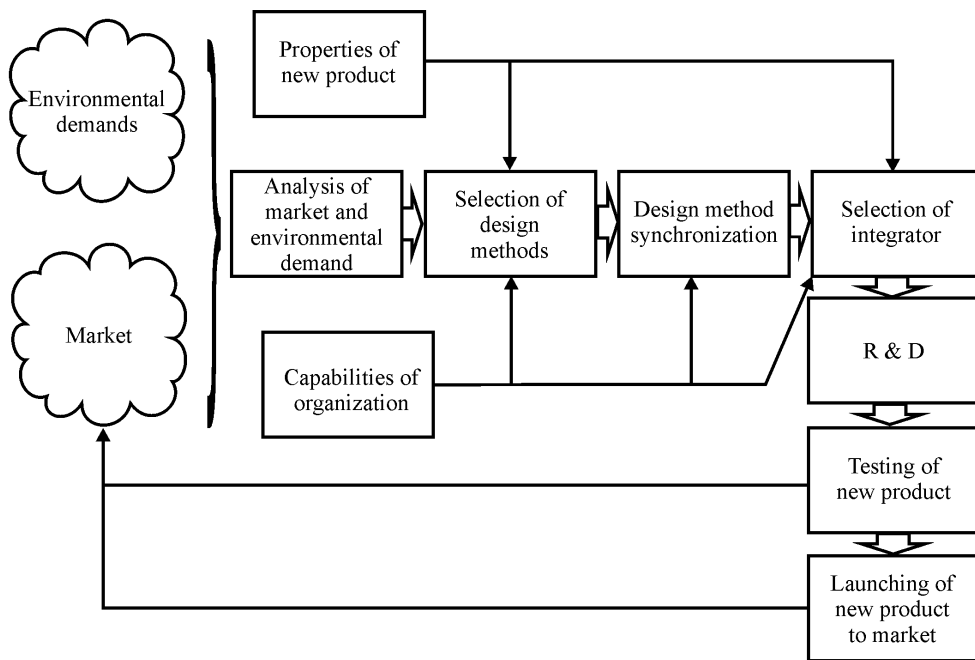 Environmental
demands
Market
Properties of
new product
Analysis of
market and
environmental
demand
Selection of
design
methods
Design method
synchronization
Selection of
integrator
Capabilities of
organization
R & D
Testing of
new product
Launching of
new product
to market